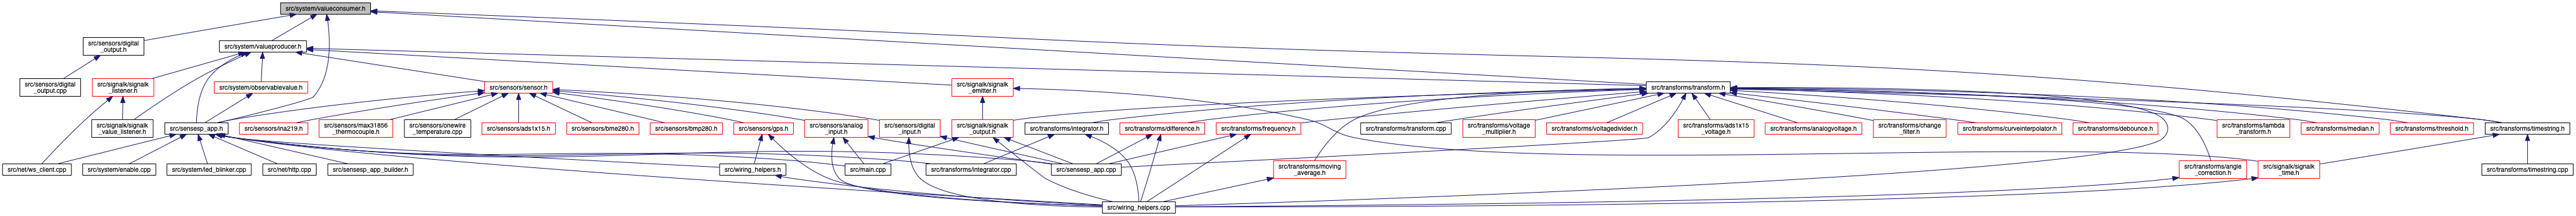 src/system/valueconsumer.h
src/sensors/digital
_output.h
src/system/valueproducer.h
src/sensors/digital
_output.cpp
src/signalk/signalk
_listener.h
src/system/observablevalue.h
src/sensors/sensor.h
src/signalk/signalk
_emitter.h
src/transforms/transform.h
src/signalk/signalk
_value_listener.h
src/sensesp_app.h
src/sensors/ina219.h
src/sensors/max31856
_thermocouple.h
src/sensors/onewire
_temperature.cpp
src/sensors/ads1x15.h
src/sensors/bme280.h
src/sensors/bmp280.h
src/sensors/gps.h
src/sensors/analog
_input.h
src/sensors/digital
_input.h
src/signalk/signalk
_output.h
src/transforms/integrator.h
src/transforms/difference.h
src/transforms/frequency.h
src/transforms/transform.cpp
src/transforms/voltage
_multiplier.h
src/transforms/voltagedivider.h
src/transforms/ads1x15
_voltage.h
src/transforms/analogvoltage.h
src/transforms/change
_filter.h
src/transforms/curveinterpolator.h
src/transforms/debounce.h
src/transforms/lambda
_transform.h
src/transforms/median.h
src/transforms/threshold.h
src/transforms/timestring.h
src/net/ws_client.cpp
src/system/enable.cpp
src/system/led_blinker.cpp
src/net/http.cpp
src/sensesp_app_builder.h
src/wiring_helpers.h
src/main.cpp
src/transforms/integrator.cpp
src/sensesp_app.cpp
src/transforms/moving
_average.h
src/transforms/angle
_correction.h
src/signalk/signalk
_time.h
src/transforms/timestring.cpp
src/wiring_helpers.cpp